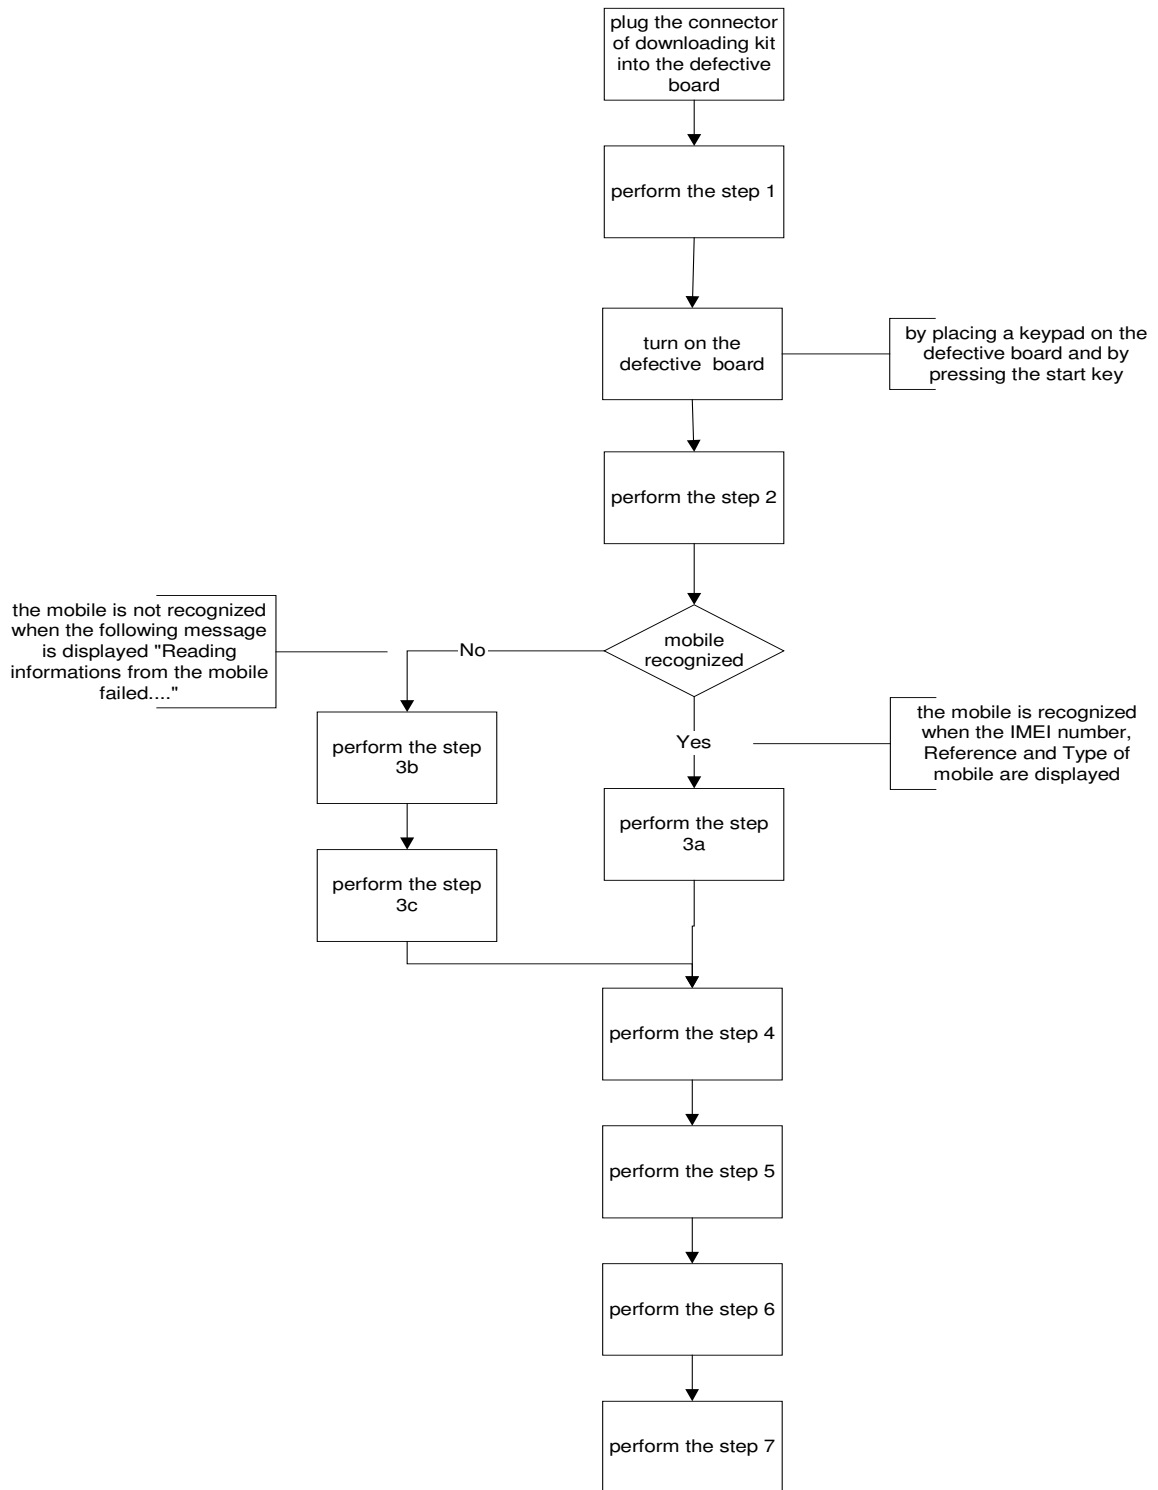 plug the connector
of downloading kit
into the defective
board
perform the step 1
turn on the
defective board
by placing a keypad on the
defective board and by
pressing the start key
perform the step 2
the mobile is not recognized
when the following message
is displayed "Reading
informations from the mobile
failed...."
No
mobile
recognized
Yes
the mobile is recognized
when the IMEI number,
Reference and Type of
mobile are displayed
perform the step
3b
perform the step
3a
perform the step
3c
perform the step 4
perform the step 5
perform the step 6
perform the step 7